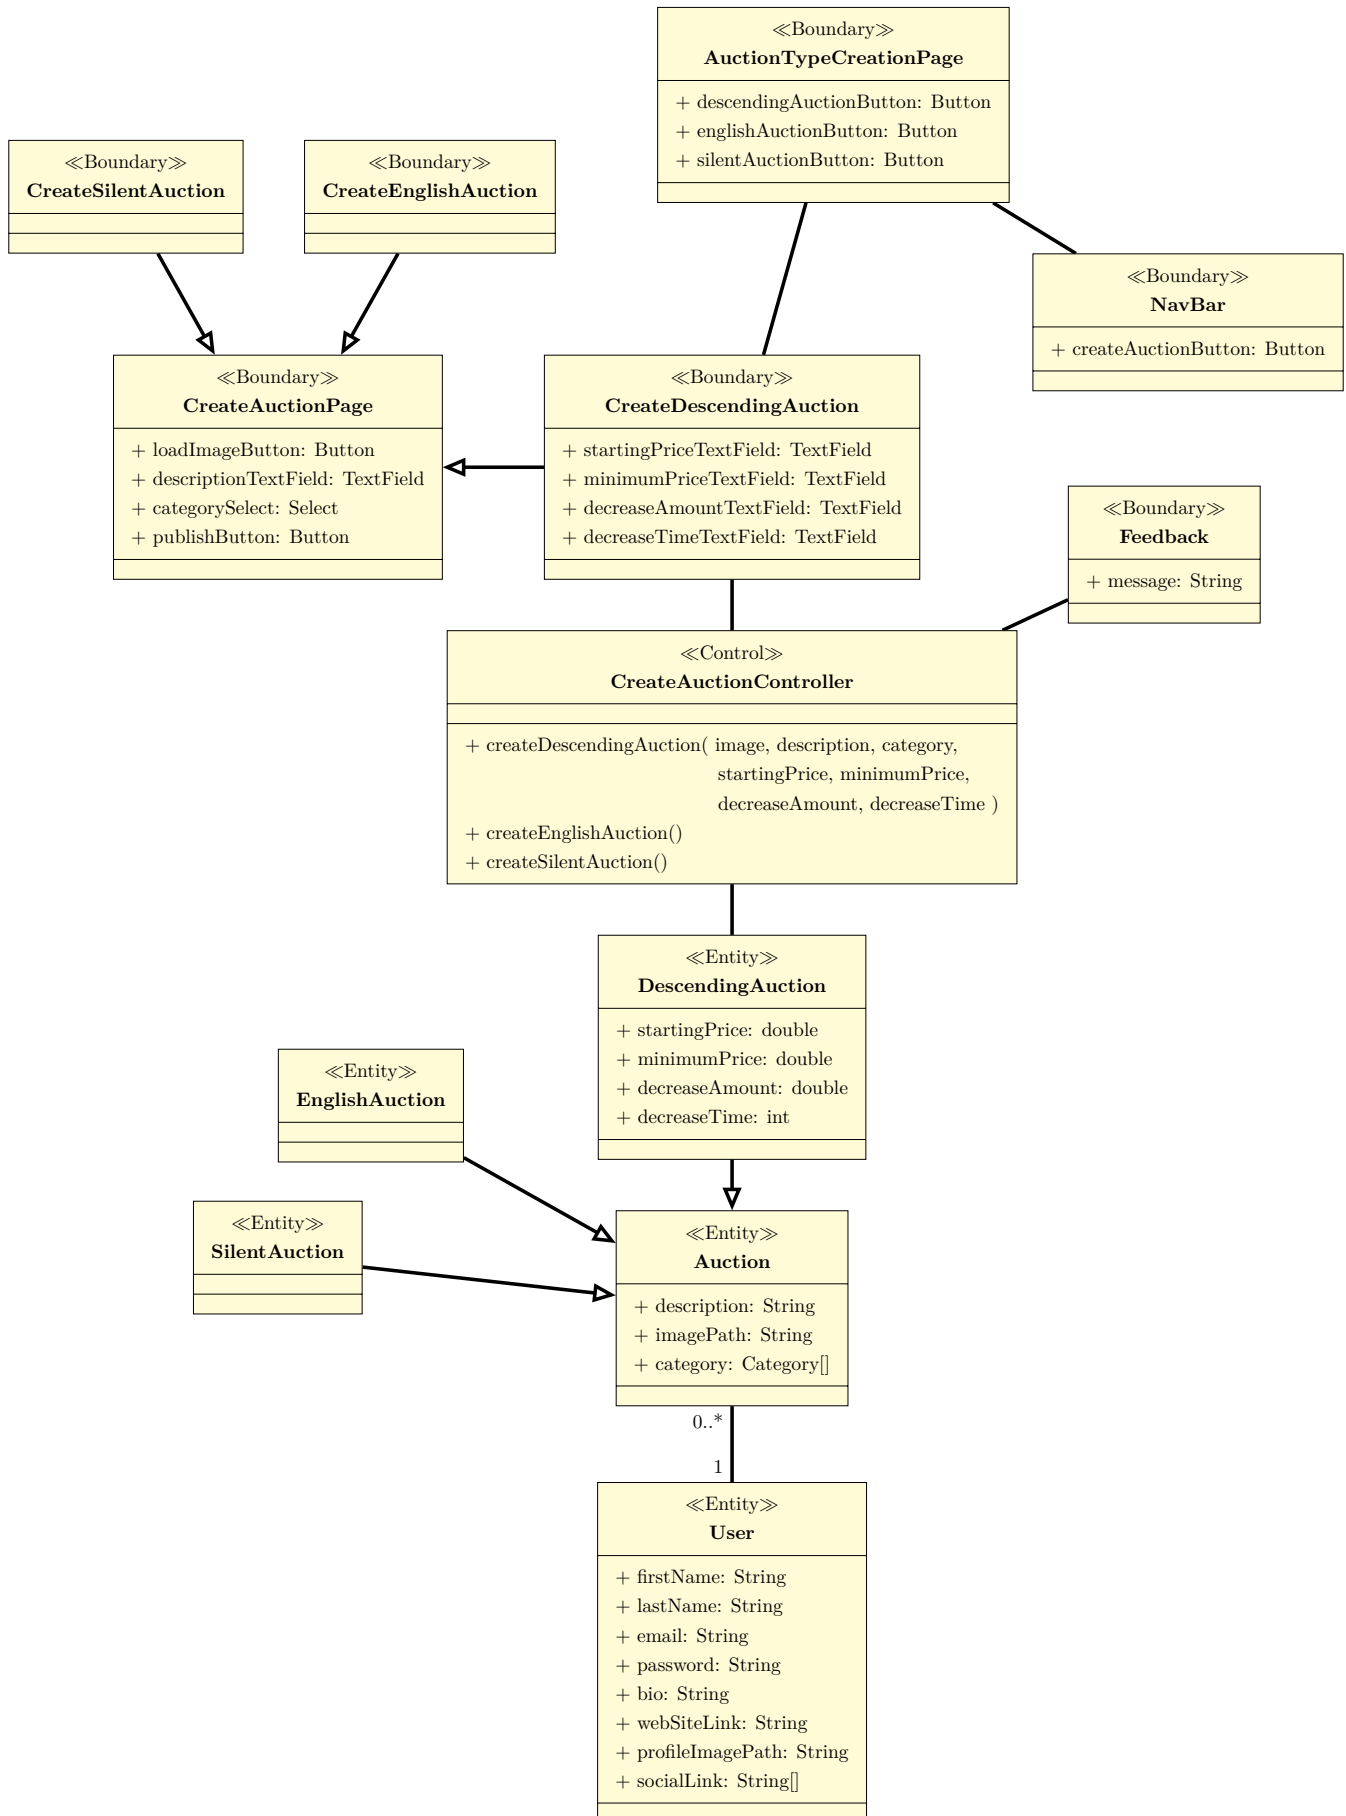 ≪Boundary≫
AuctionTypeCreationPage
+ descendingAuctionButton: Button
+ englishAuctionButton: Button
+ silentAuctionButton: Button
≪Boundary≫
CreateSilentAuction
≪Boundary≫
CreateEnglishAuction
≪Boundary≫
NavBar
+ createAuctionButton: Button
≪Boundary≫
CreateAuctionPage
+ loadImageButton: Button
+ descriptionTextField: TextField
+ categorySelect: Select
+ publishButton: Button
≪Boundary≫
CreateDescendingAuction
+ startingPriceTextField: TextField
+ minimumPriceTextField: TextField
+ decreaseAmountTextField: TextField
+ decreaseTimeTextField: TextField
≪Boundary≫
Feedback
+ message: String
≪Control≫
CreateAuctionController
+ createDescendingAuction( image, description, category,
startingPrice, minimumPrice,
decreaseAmount, decreaseTime )
+ createEnglishAuction()
+ createSilentAuction()
≪Entity≫
DescendingAuction
+ startingPrice: double
+ minimumPrice: double
+ decreaseAmount: double
+ decreaseTime: int
≪Entity≫
EnglishAuction
≪Entity≫
SilentAuction
≪Entity≫
Auction
+ description: String
+ imagePath: String
+ category: Category[]
0..*
1
≪Entity≫
User
+ firstName: String
+ lastName: String
+ email: String
+ password: String
+ bio: String
+ webSiteLink: String
+ profileImagePath: String
+ socialLink: String[]